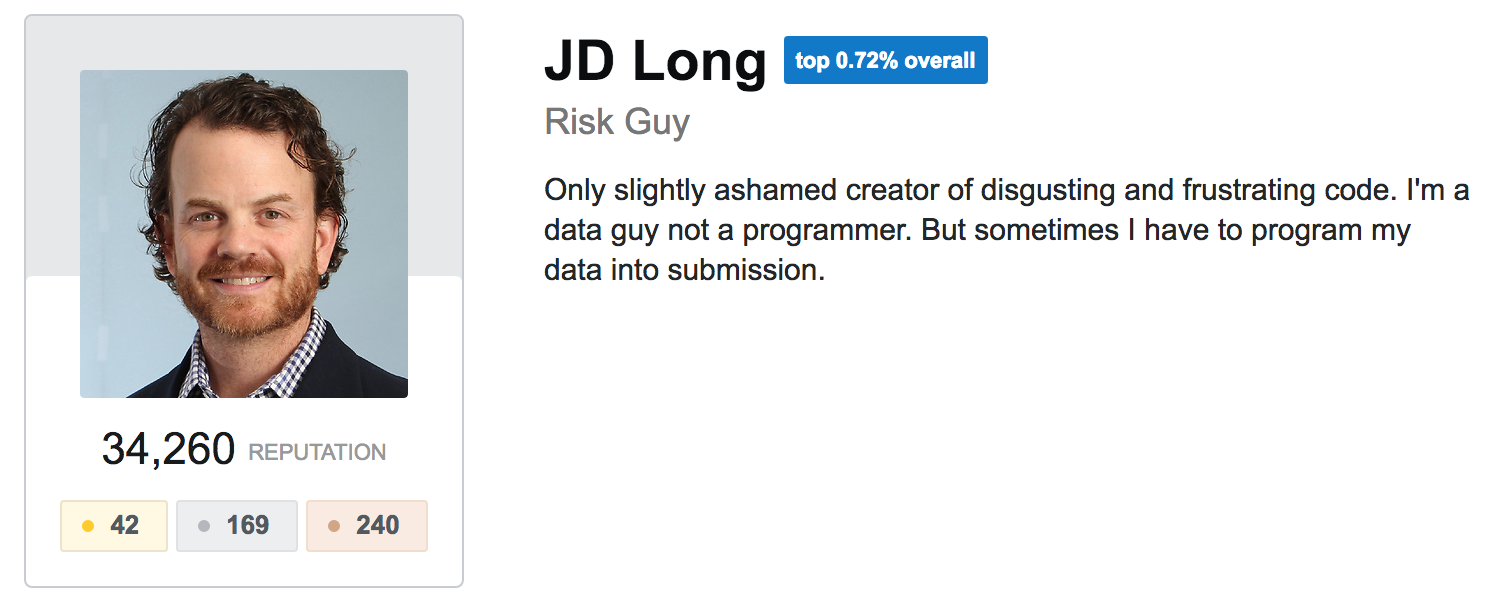 JD Long top 0.72% overall
Risk Guy
Only slightly ashamed creator of disgusting and frustrating code. I'm a
data guy not a programmer. But sometimes I have to program my
data into submission.
34,260 REPUTATION
42 169 240